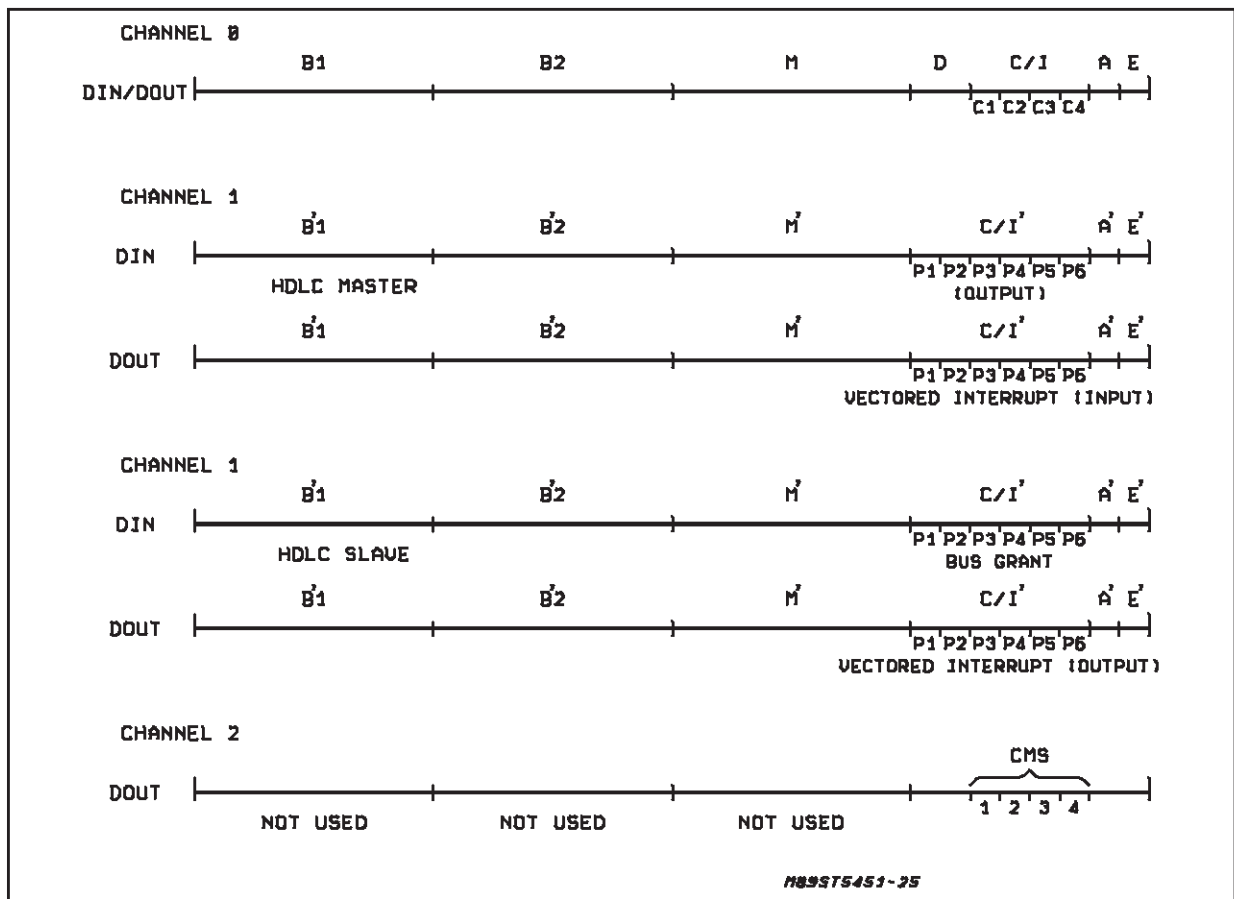 CHANNEL 0
B1 B2 M D C/I A E
DIN/DOUT
C1 C2 C3 C4
CHANNEL 1
B'1 B'2 M' C/I' A' E'
DIN
P1 P2 P3 P4 P5 P6
HDLC MASTER
(OUTPUT)
B'1 B'2 M' C/I' A' E'
DOUT
P1 P2 P3 P4 P5 P6
VECTORED INTERRUPT (INPUT)
CHANNEL 1
B'1 B'2 M' C/I' A' E'
DIN
P1 P2 P3 P4 P5 P6
HDLC SLAVE
BUS GRANT
B'1 B'2 M' C/I' A' E'
DOUT
P1 P2 P3 P4 P5 P6
VECTORED INTERRUPT (OUTPUT)
CHANNEL 2
CMS
DOUT
1 2 3 4
NOT USED NOT USED NOT USED
M89ST5451-25